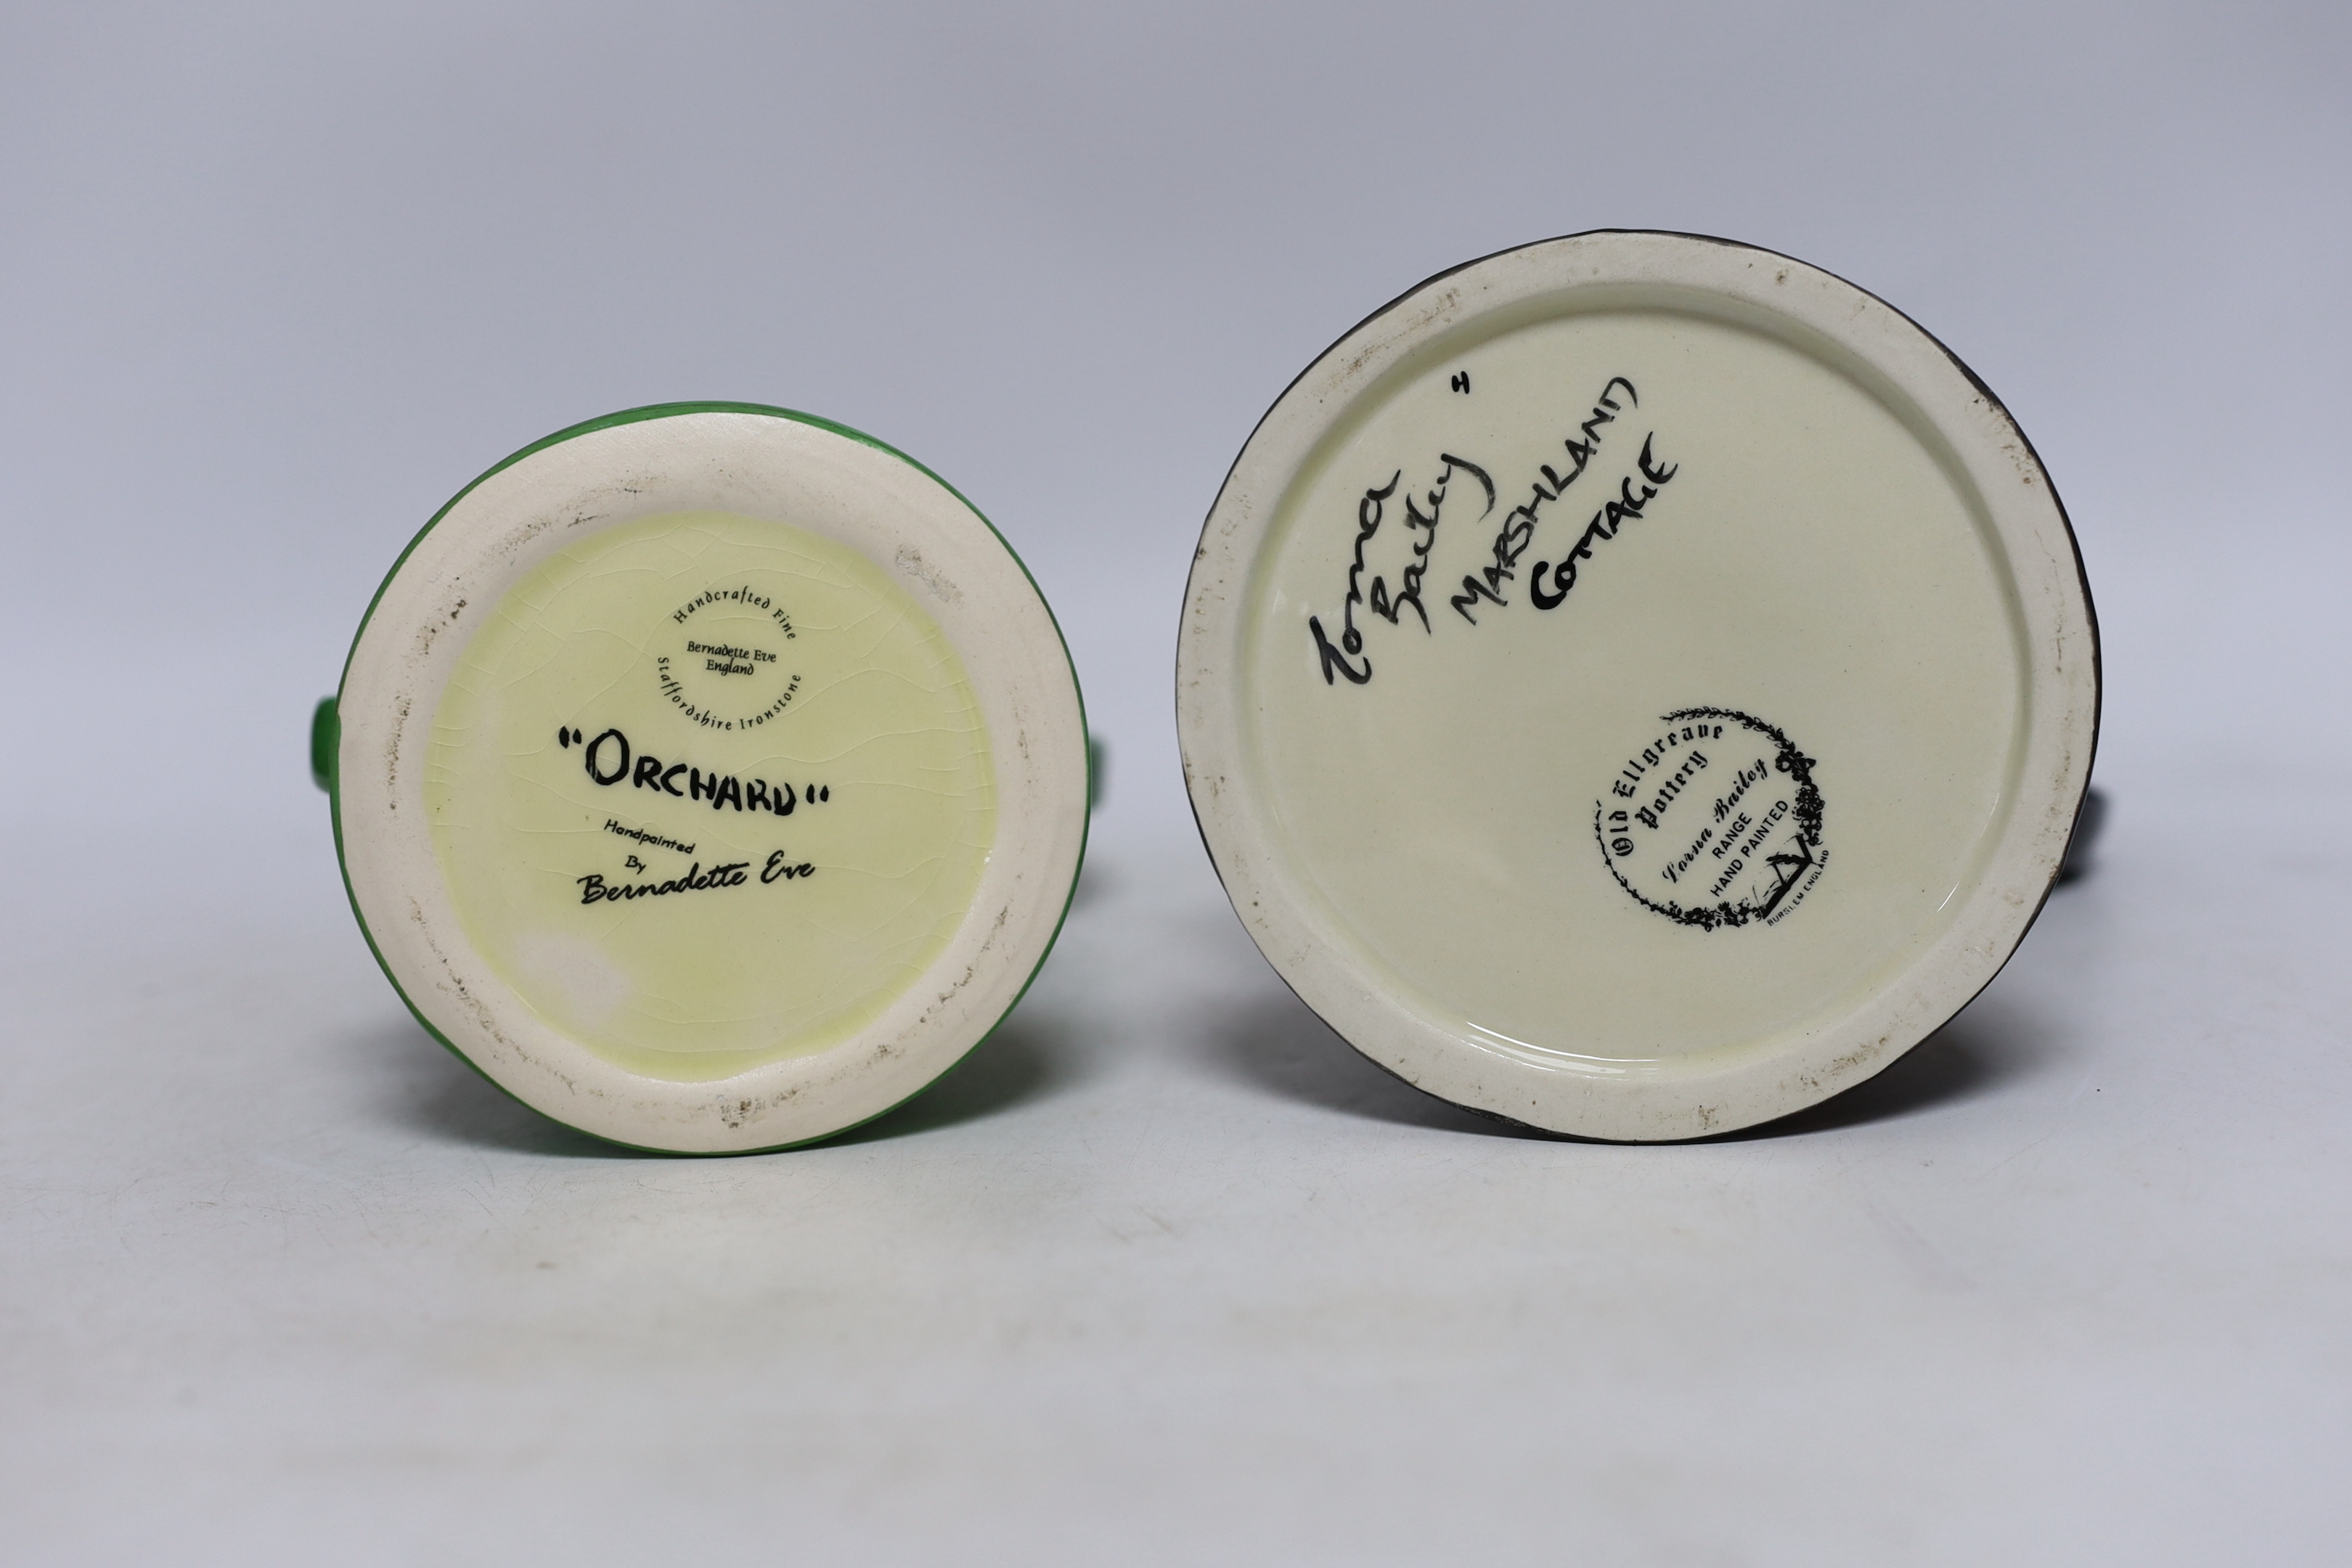 Handcrafted Fine
Bernadette Eve
England
Staffordshire Ironstone
"ORCHARD"
Handpainted
By
Bernadette Eve
Lorna
Bailey
"
MARSHLAND
COTTAGE
Old Ellgreave
Pottery
Lorna Bailey
RANGE
HAND PAINTED
BURSLEM ENGLAND